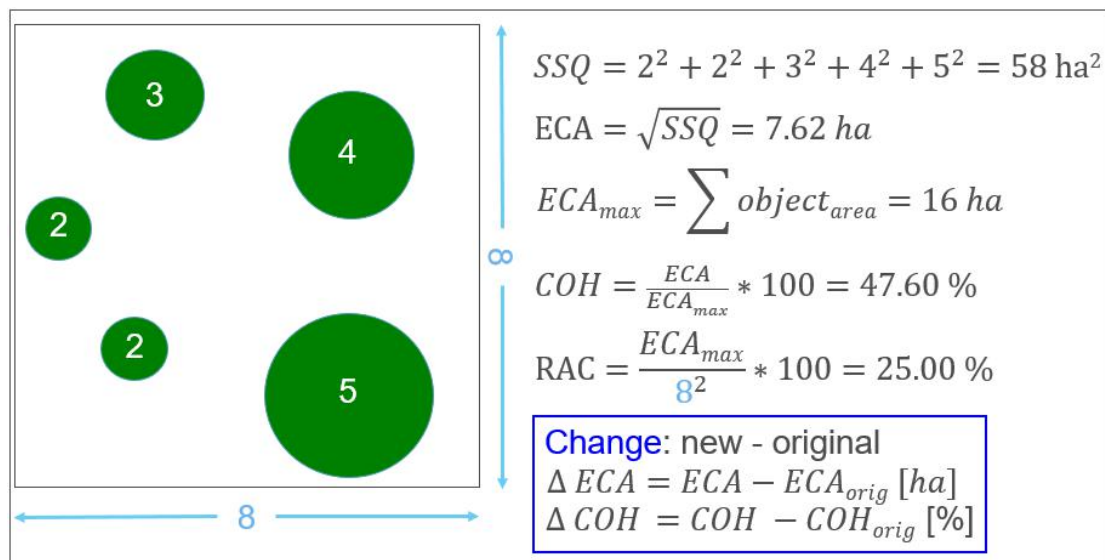 3
4
2
2
5
8
8
SSQ = 2² + 2² + 3² + 4² + 5² = 58 ha²
ECA = √SSQ = 7.62 ha
ECA_max = ∑ object_area = 16 ha
COH = ECA / ECA_max * 100 = 47.60 %
RAC = ECA_max / 8² * 100 = 25.00 %
Change: new - original
Δ ECA = ECA − ECA_orig [ha]
Δ COH = COH − COH_orig [%]